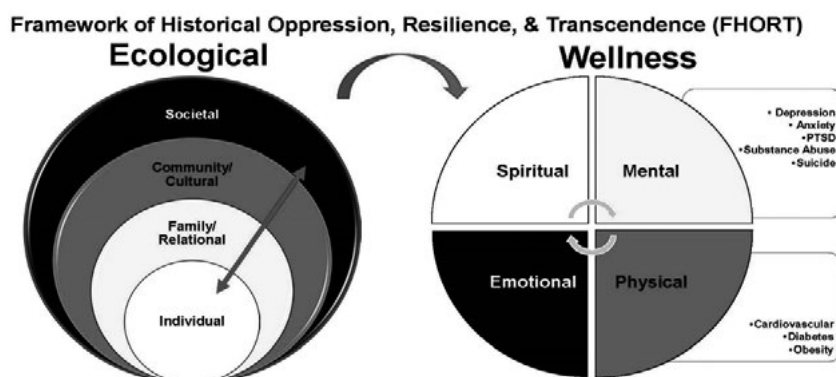 Framework of Historical Oppression, Resilience, & Transcendence (FHORT)
Ecological
Societal
Community/
Cultural
Family/
Relational
Individual
Wellness
Spiritual
Mental
Emotional
Physical
•Depression
•Anxiety
•PTSD
•Substance Abuse
•Suicide
•Cardiovascular
•Diabetes
•Obesity